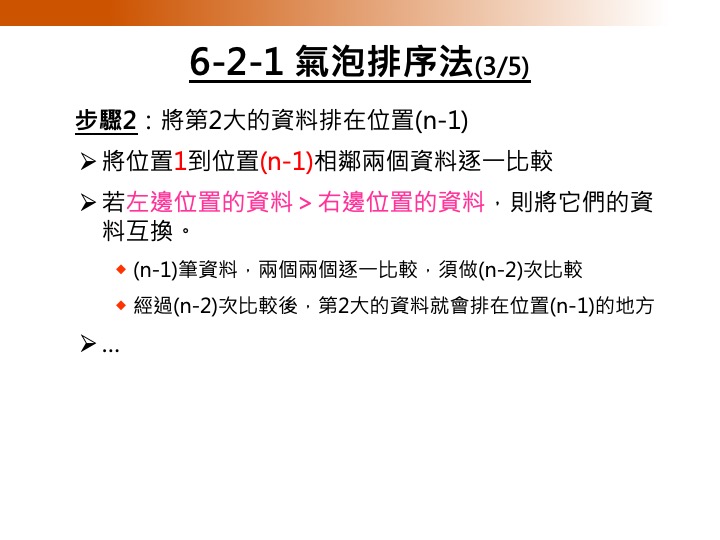 6-2-1 氣泡排序法(3/5)
步驟2：將第2大的資料排在位置(n-1)
➢將位置1到位置(n-1)相鄰兩個資料逐一比較
➢若左邊位置的資料 > 右邊位置的資料，則將它們的資
料互換。
◆ (n-1)筆資料，兩個兩個逐一比較，須做(n-2)次比較
◆ 經過(n-2)次比較後，第2大的資料就會排在位置(n-1)的地方
➢...